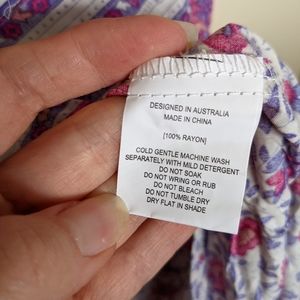 DESIGNED IN AUSTRALIA
MADE IN CHINA
[100% RAYON]
COLD GENTLE MACHINE WASH
SEPARATELY WITH MILD DETERGENT
DO NOT SOAK
DO NOT WRING OR RUB
DO NOT BLEACH
DO NOT TUMBLE DRY
DRY FLAT IN SHADE